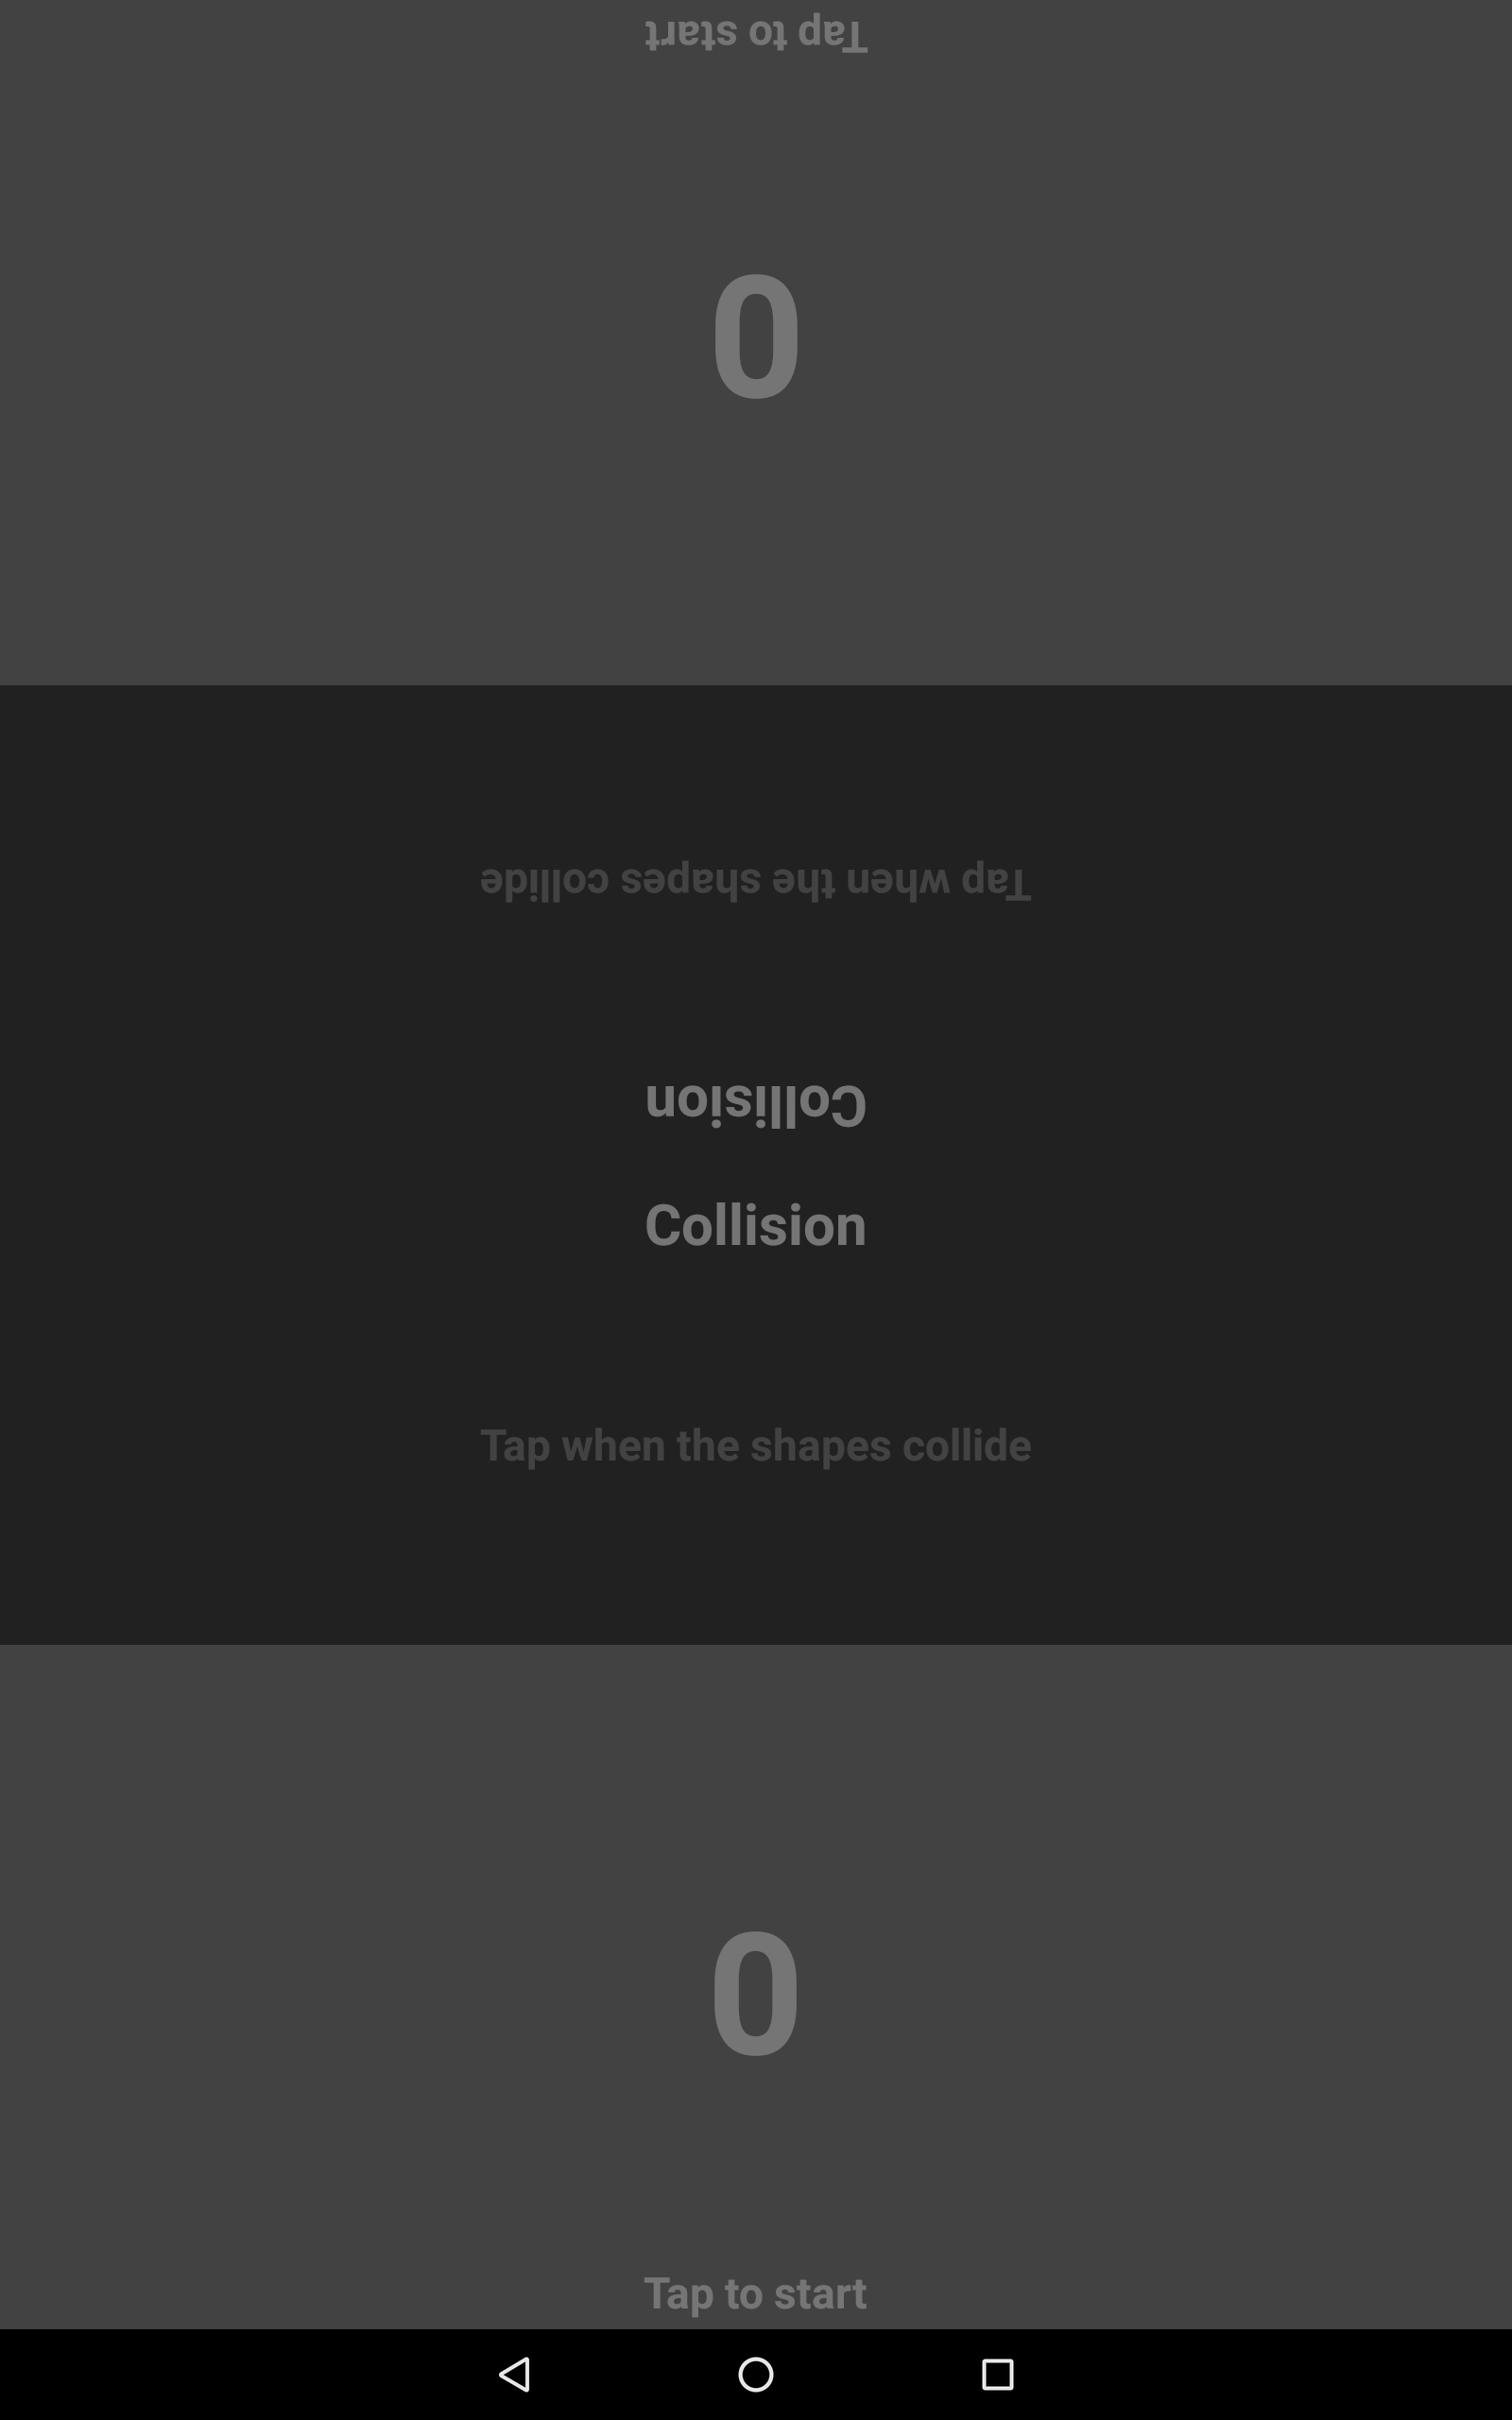 Tap to start
0
Tap when the shapes collide
Collision
Collision
Tap when the shapes collide
0
Tap to start